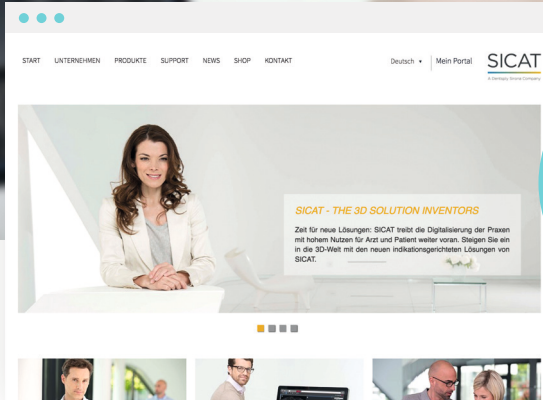 START UNTERNEHMEN PRODUKTE SUPPORT NEWS SHOP KONTAKT Deutsch Mein Portal
SICAT
A Dentsply Sirona Company
SICAT - THE 3D SOLUTION INVENTORS
Zeit für neue Lösungen: SICAT treibt die Digitalisierung der Praxen
mit hohem Nutzen für Arzt und Patient weiter voran. Steigen Sie ein
in die 3D-Welt mit den neuen indikationsgerichteten Lösungen von
SICAT.